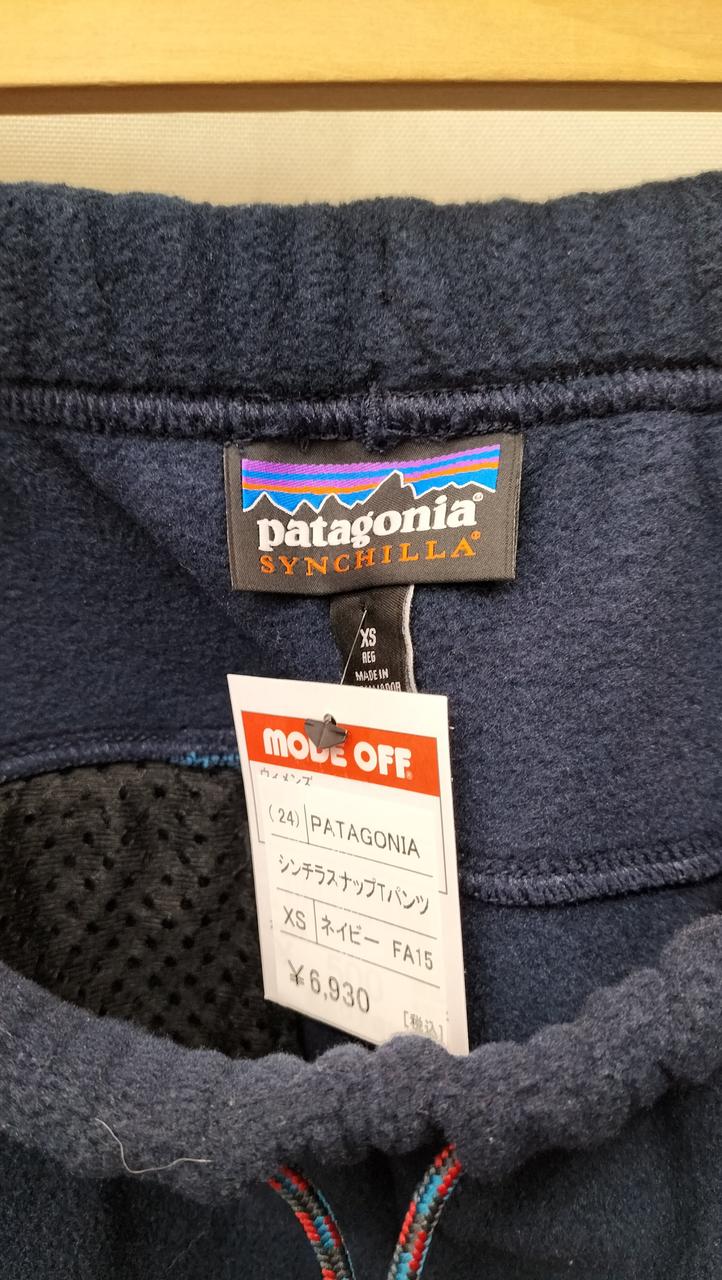 patagonia®
SYNCHILLA®
XS
REG
MADE IN
MODE OFF
ウィメンズ
(24) PATAGONIA
シンチラスナップTパンツ
XS ネイビー FA15
¥6,930
[税込]